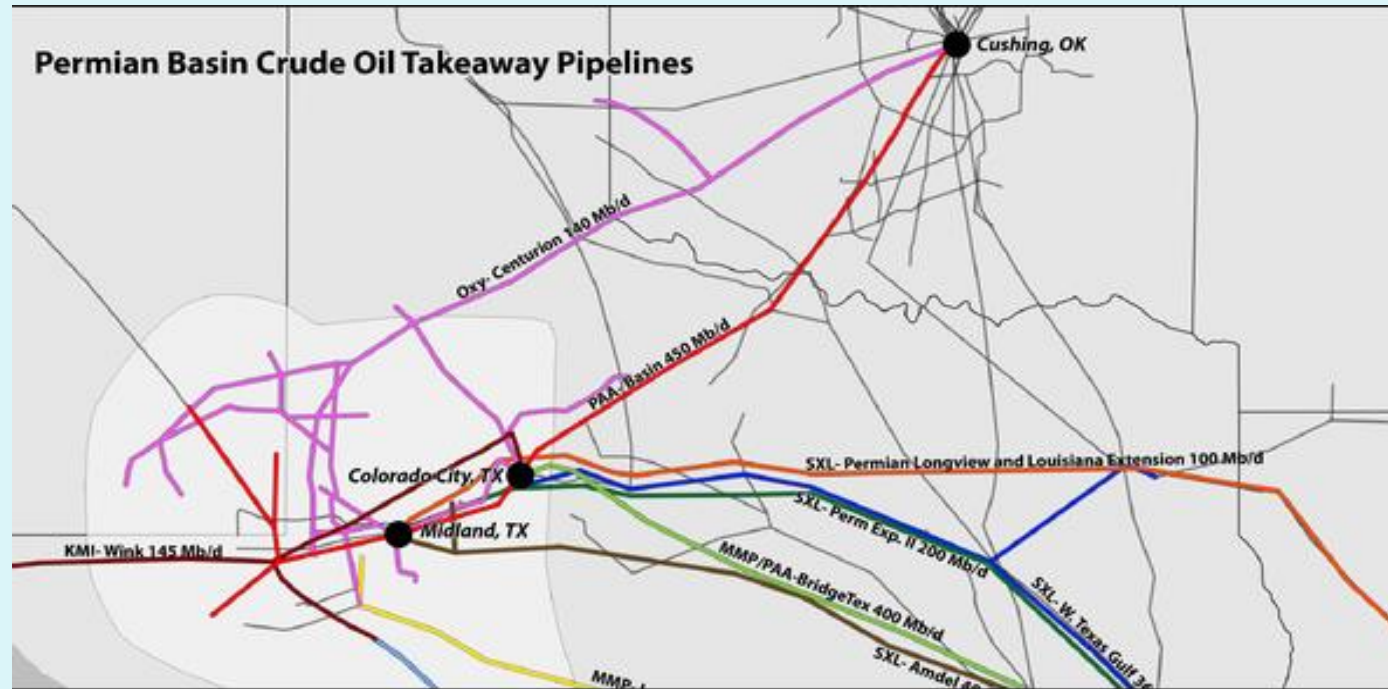 Permian Basin Crude Oil Takeaway Pipelines
Cushing, OK
Oxy- Centurion 140 Mb/d
PAA- Basin 450 Mb/d
Colorado City, TX
SXL- Permian Longview and Louisiana Extension 100 Mb/d
SXL- Perm Exp. II 200 Mb/d
Midland, TX
KMI- Wink 145 Mb/d
MMP/PAA-BridgeTex 400 Mb/d
SXL- W. Texas Gulf
SXL- Amdel
MMP-